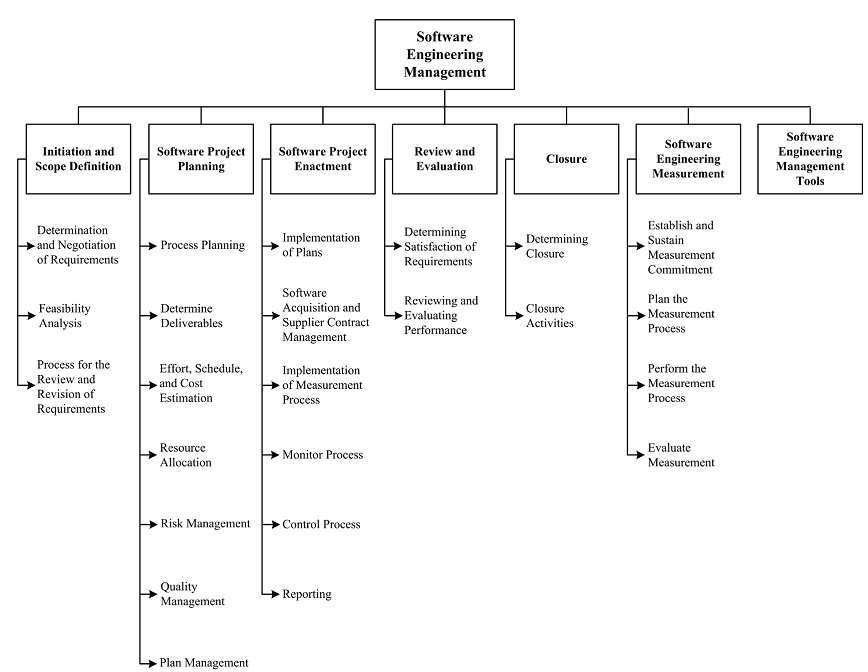 Software
Engineering
Management
Initiation and
Scope Definition
Software Project
Planning
Software Project
Enactment
Review and
Evaluation
Closure
Software
Engineering
Measurement
Software
Engineering
Management
Tools
Determination
and Negotiation
of Requirements
Feasibility
Analysis
Process for the
Review and
Revision of
Requirements
Process Planning
Determine
Deliverables
Effort, Schedule,
and Cost
Estimation
Resource
Allocation
Risk Management
Quality
Management
Plan Management
Implementation
of Plans
Software
Acquisition and
Supplier Contract
Management
Implementation
of Measurement
Process
Monitor Process
Control Process
Reporting
Determining
Satisfaction of
Requirements
Reviewing and
Evaluating
Performance
Determining
Closure
Closure
Activities
Establish and
Sustain
Measurement
Commitment
Plan the
Measurement
Process
Perform the
Measurement
Process
Evaluate
Measurement